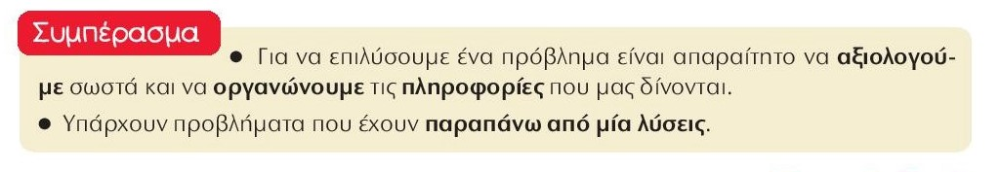 Συμπέρασμα
● Για να επιλύσουμε ένα πρόβλημα είναι απαραίτητο να αξιολογού-
με σωστά και να οργανώνουμε τις πληροφορίες που μας δίνονται.
● Υπάρχουν προβλήματα που έχουν παραπάνω από μία λύσεις.